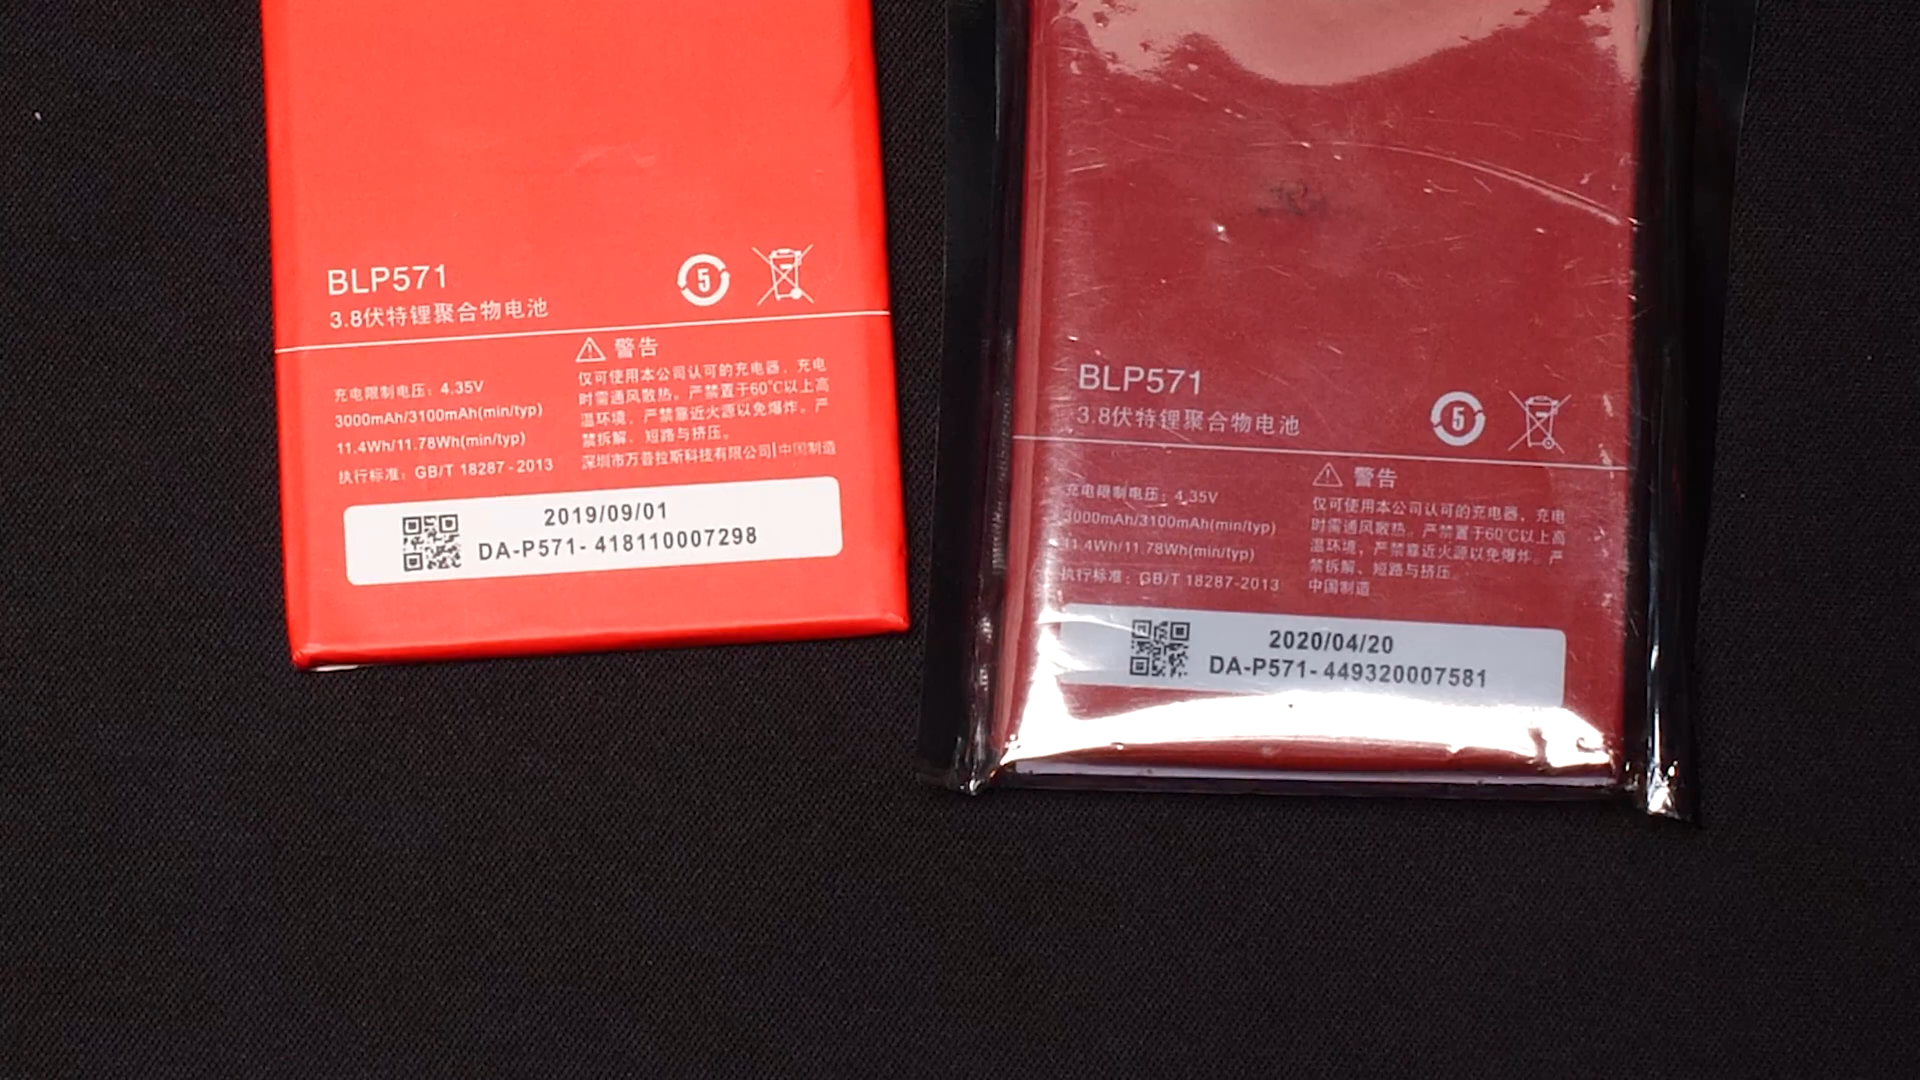 BLP571
3.8伏特锂聚合物电池
5
充电限制电压：4.35V
3000mAh/3100mAh(min/typ)
11.4Wh/11.78Wh(min/typ)
执行标准：GB/T 18287-2013
警告
仅可使用本公司认可的充电器，充电
时需通风散热。严禁置于60℃以上高
温环境，严禁靠近火源以免爆炸。严
禁拆解、短路与挤压。
深圳市万普拉斯科技有限公司|中国制造
2019/09/01
DA-P571- 418110007298
BLP571
3.8伏特锂聚合物电池
5
充电限制电压：4.35V
3000mAh/3100mAh(min/typ)
11.4Wh/11.78Wh(min/typ)
执行标准：GB/T 18287-2013
警告
仅可使用本公司认可的充电器，充电
时需通风散热。严禁置于60℃以上高
温环境，严禁靠近火源以免爆炸。严
禁拆解、短路与挤压。
中国制造
2020/04/20
DA-P571- 449320007581